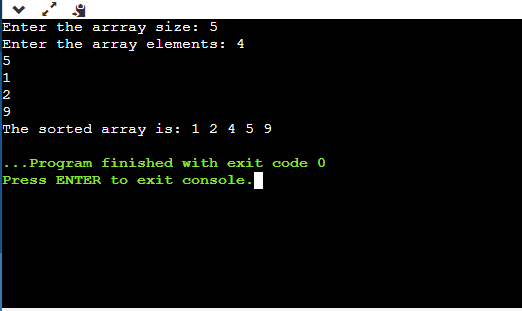 Enter the arrray size: 5
Enter the array elements: 4
5
1
2
9
The sorted array is: 1 2 4 5 9
...Program finished with exit code 0
Press ENTER to exit console.